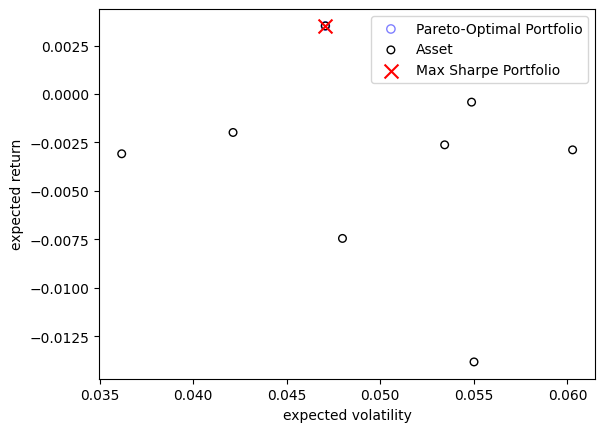 Pareto-Optimal Portfolio
Asset
Max Sharpe Portfolio
0.0025
0.0000
−0.0025
−0.0050
−0.0075
−0.0100
−0.0125
expected return
0.035
0.040
0.045
0.050
0.055
0.060
expected volatility